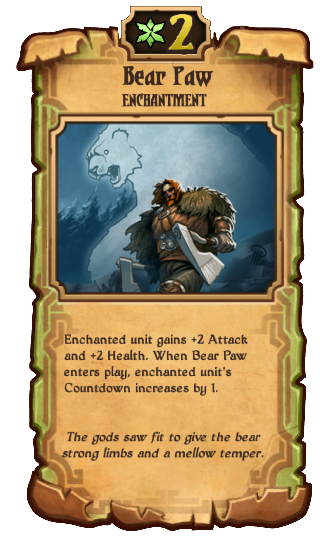 2
Bear Paw
ENCHANTMENT
Enchanted unit gains +2 Attack
and +2 Health. When Bear Paw
enters play, enchanted unit's
Countdown increases by 1.
The gods saw fit to give the bear
strong limbs and a mellow temper.